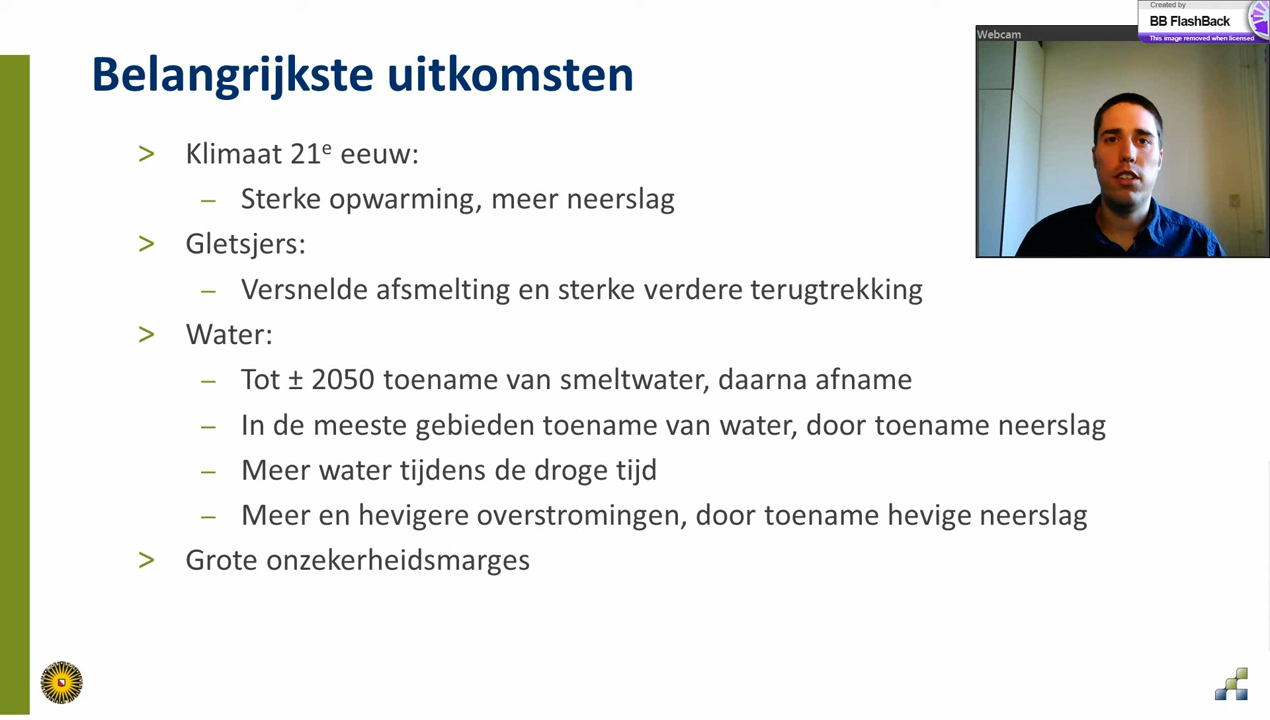 Created by
BB FlashBack
This image removed when licensed
Webcam
Belangrijkste uitkomsten
> Klimaat 21e eeuw:
– Sterke opwarming, meer neerslag
> Gletsjers:
– Versnelde afsmelting en sterke verdere terugtrekking
> Water:
– Tot ± 2050 toename van smeltwater, daarna afname
– In de meeste gebieden toename van water, door toename neerslag
– Meer water tijdens de droge tijd
– Meer en hevigere overstromingen, door toename hevige neerslag
> Grote onzekerheidsmarges